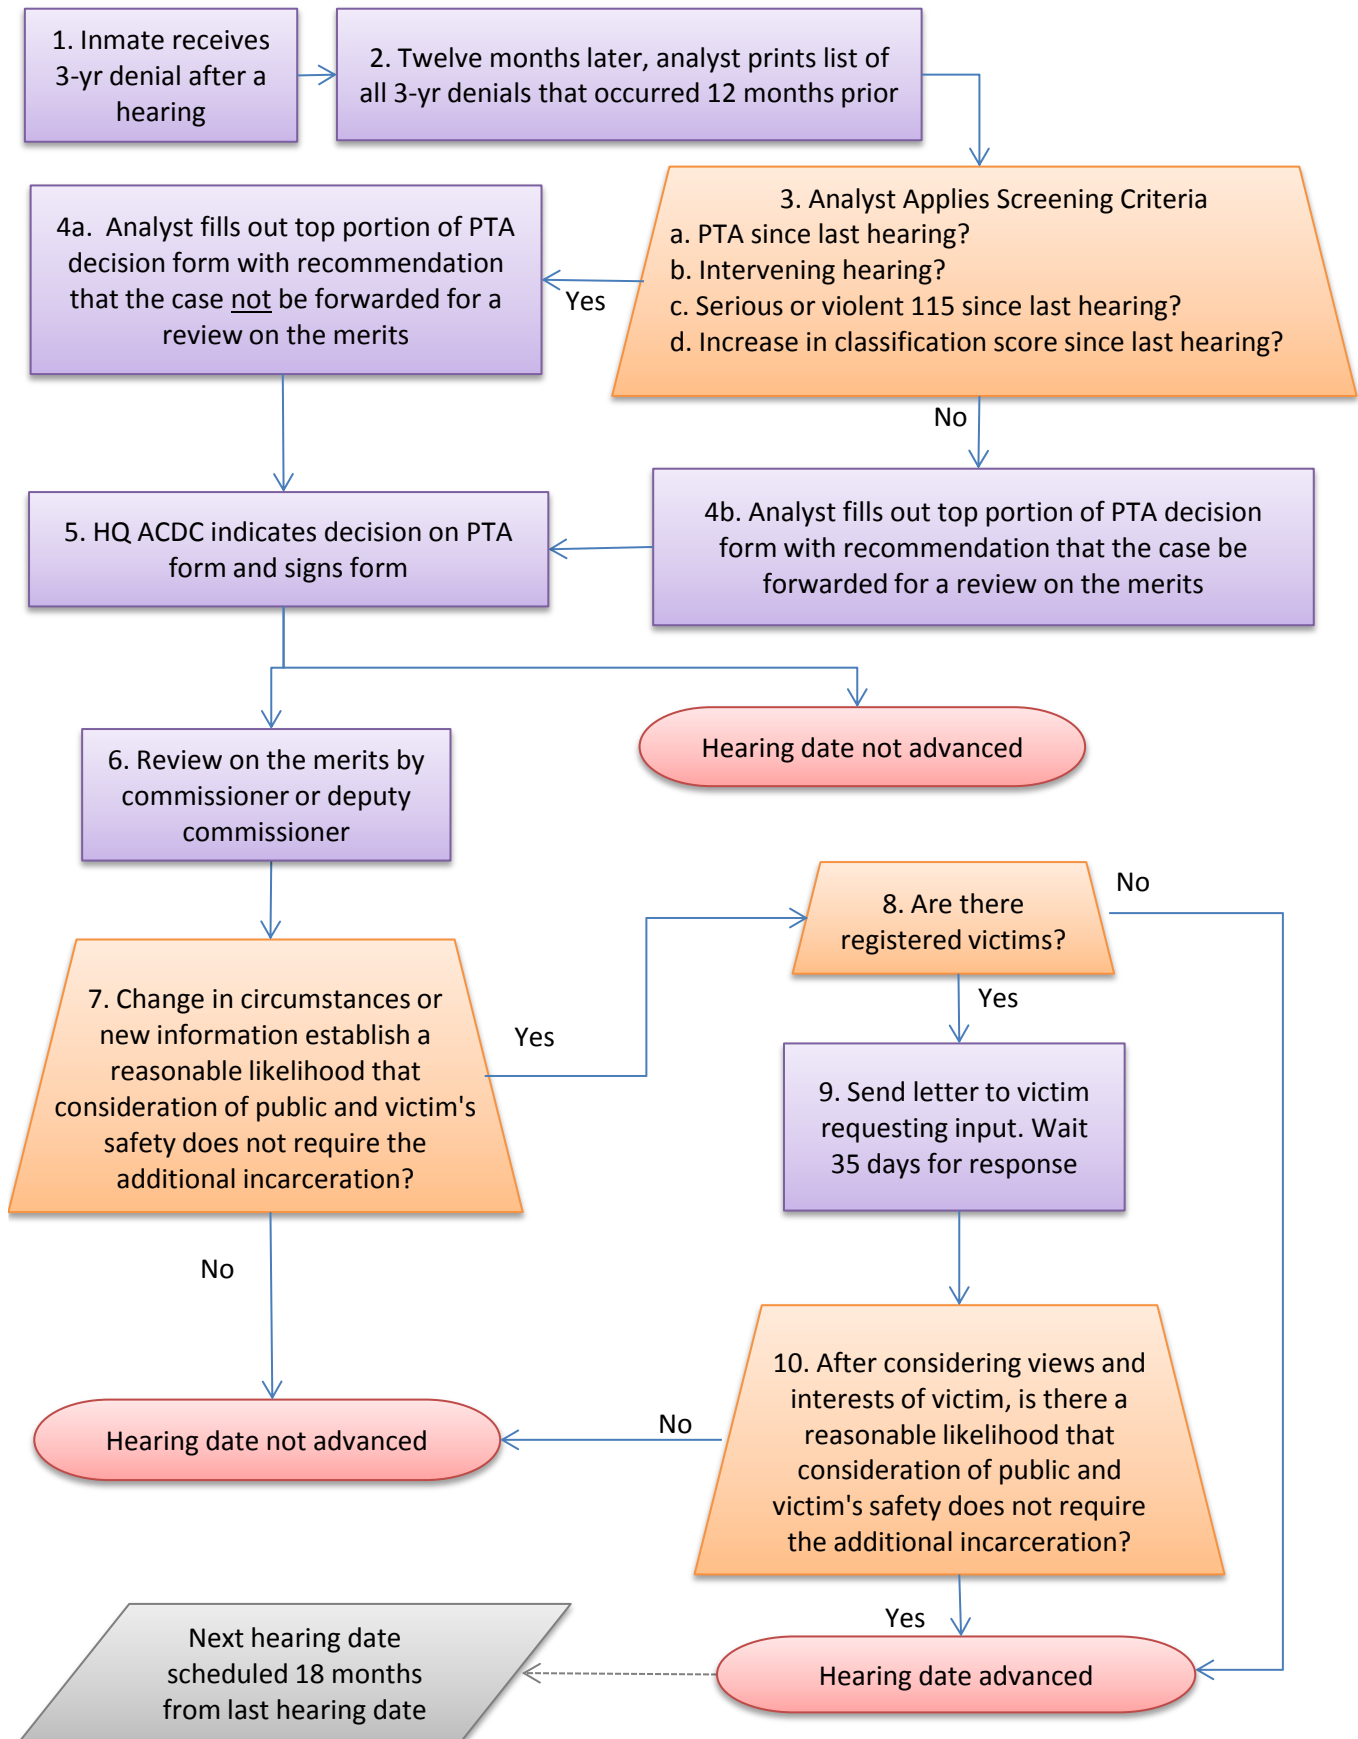 1. Inmate receives
3-yr denial after a
hearing
2. Twelve months later, analyst prints list of
all 3-yr denials that occurred 12 months prior
3. Analyst Applies Screening Criteria
a. PTA since last hearing?
b. Intervening hearing?
c. Serious or violent 115 since last hearing?
d. Increase in classification score since last hearing?
Yes
4a. Analyst fills out top portion of PTA
decision form with recommendation
that the case not be forwarded for a
review on the merits
No
4b. Analyst fills out top portion of PTA decision
form with recommendation that the case be
forwarded for a review on the merits
5. HQ ACDC indicates decision on PTA
form and signs form
Hearing date not advanced
6. Review on the merits by
commissioner or deputy
commissioner
7. Change in circumstances or
new information establish a
reasonable likelihood that
consideration of public and victim's
safety does not require the
additional incarceration?
Yes
No
8. Are there
registered victims?
No
Yes
9. Send letter to victim
requesting input. Wait
35 days for response
10. After considering views and
interests of victim, is there a
reasonable likelihood that
consideration of public and
victim's safety does not require
the additional incarceration?
No
Hearing date not advanced
Yes
Hearing date advanced
Next hearing date
scheduled 18 months
from last hearing date